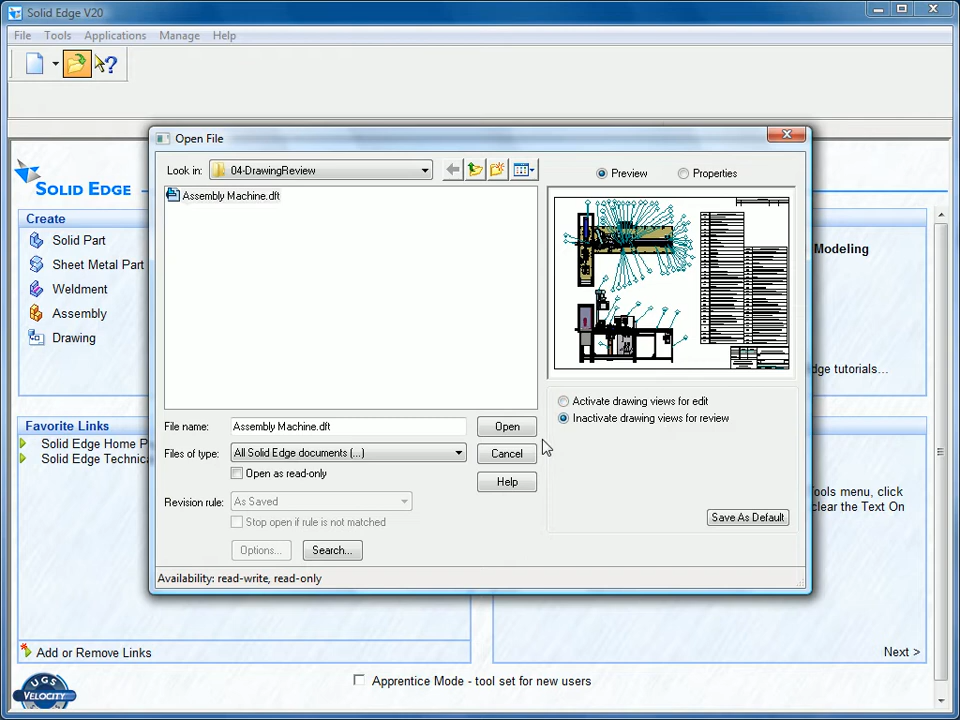 Solid Edge V20
File Tools Applications Manage Help
Open File
Look in: 04-DrawingReview
Preview Properties
Assembly Machine.dft
SOLID EDGE
Create
Solid Part
Sheet Metal Part
Weldment
Assembly
Drawing
Modeling
dge tutorials...
Activate drawing views for edit
Inactivate drawing views for review
File name: Assembly Machine.dft Open
Files of type: All Solid Edge documents (...) Cancel
Open as read-only Help
Revision rule: As Saved
Stop open if rule is not matched
Save As Default
Options... Search...
Availability: read-write, read-only
Favorite Links
Solid Edge Home P
Solid Edge Technica
Tools menu, click
clear the Text On
Add or Remove Links
Next >
UGS
VELOCITY
Apprentice Mode - tool set for new users